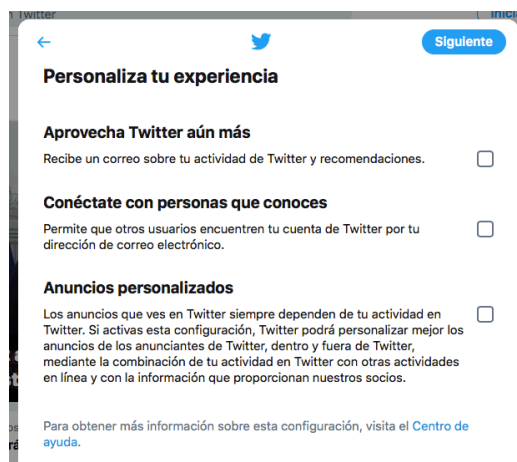 Twitter
Inici
Siguiente
Personaliza tu experiencia
Aprovecha Twitter aún más
Recibe un correo sobre tu actividad de Twitter y recomendaciones.
Conéctate con personas que conoces
Permite que otros usuarios encuentren tu cuenta de Twitter por tu
dirección de correo electrónico.
Anuncios personalizados
Los anuncios que ves en Twitter siempre dependen de tu actividad en
Twitter. Si activas esta configuración, Twitter podrá personalizar mejor los
anuncios de los anunciantes de Twitter, dentro y fuera de Twitter,
mediante la combinación de tu actividad en Twitter con otras actividades
en línea y con la información que proporcionan nuestros socios.
Para obtener más información sobre esta configuración, visita el Centro de
ayuda.